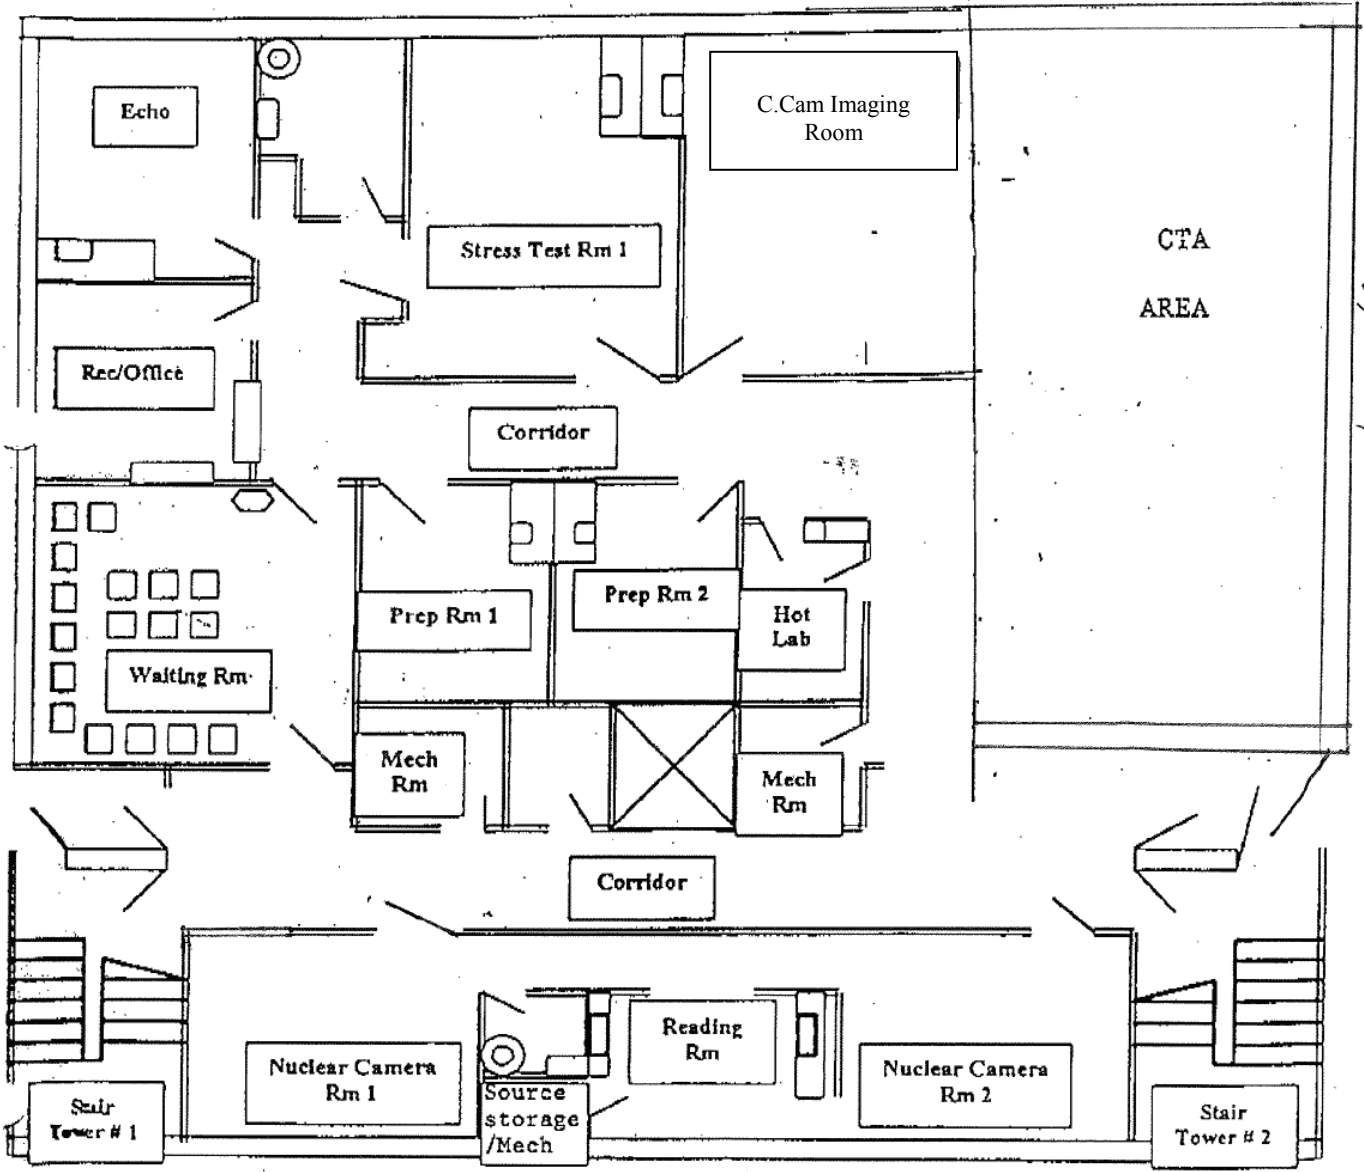 Echo
C.Cam Imaging
Room
Stress Test Rm 1
CTA
AREA
Rec/Office
Corridor
Prep Rm 1
Prep Rm 2
Hot
Lab
Waiting Rm
Mech
Rm
Mech
Rm
Corridor
Reading
Rm
Nuclear Camera
Rm 1
Nuclear Camera
Rm 2
Source
storage
/Mech
Stair
Tower # 1
Stair
Tower # 2